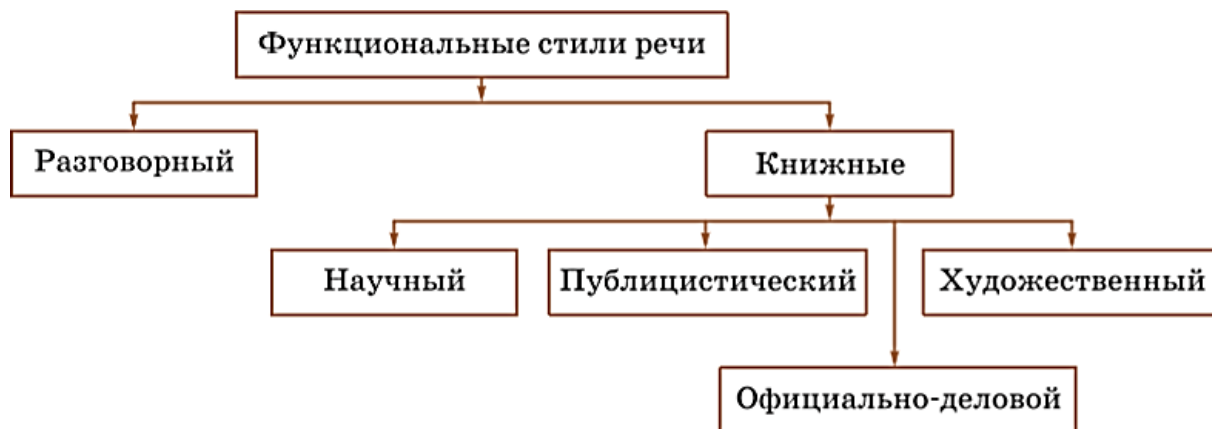 Функциональные стили речи
Разговорный
Книжные
Научный
Публицистический
Художественный
Официально-деловой